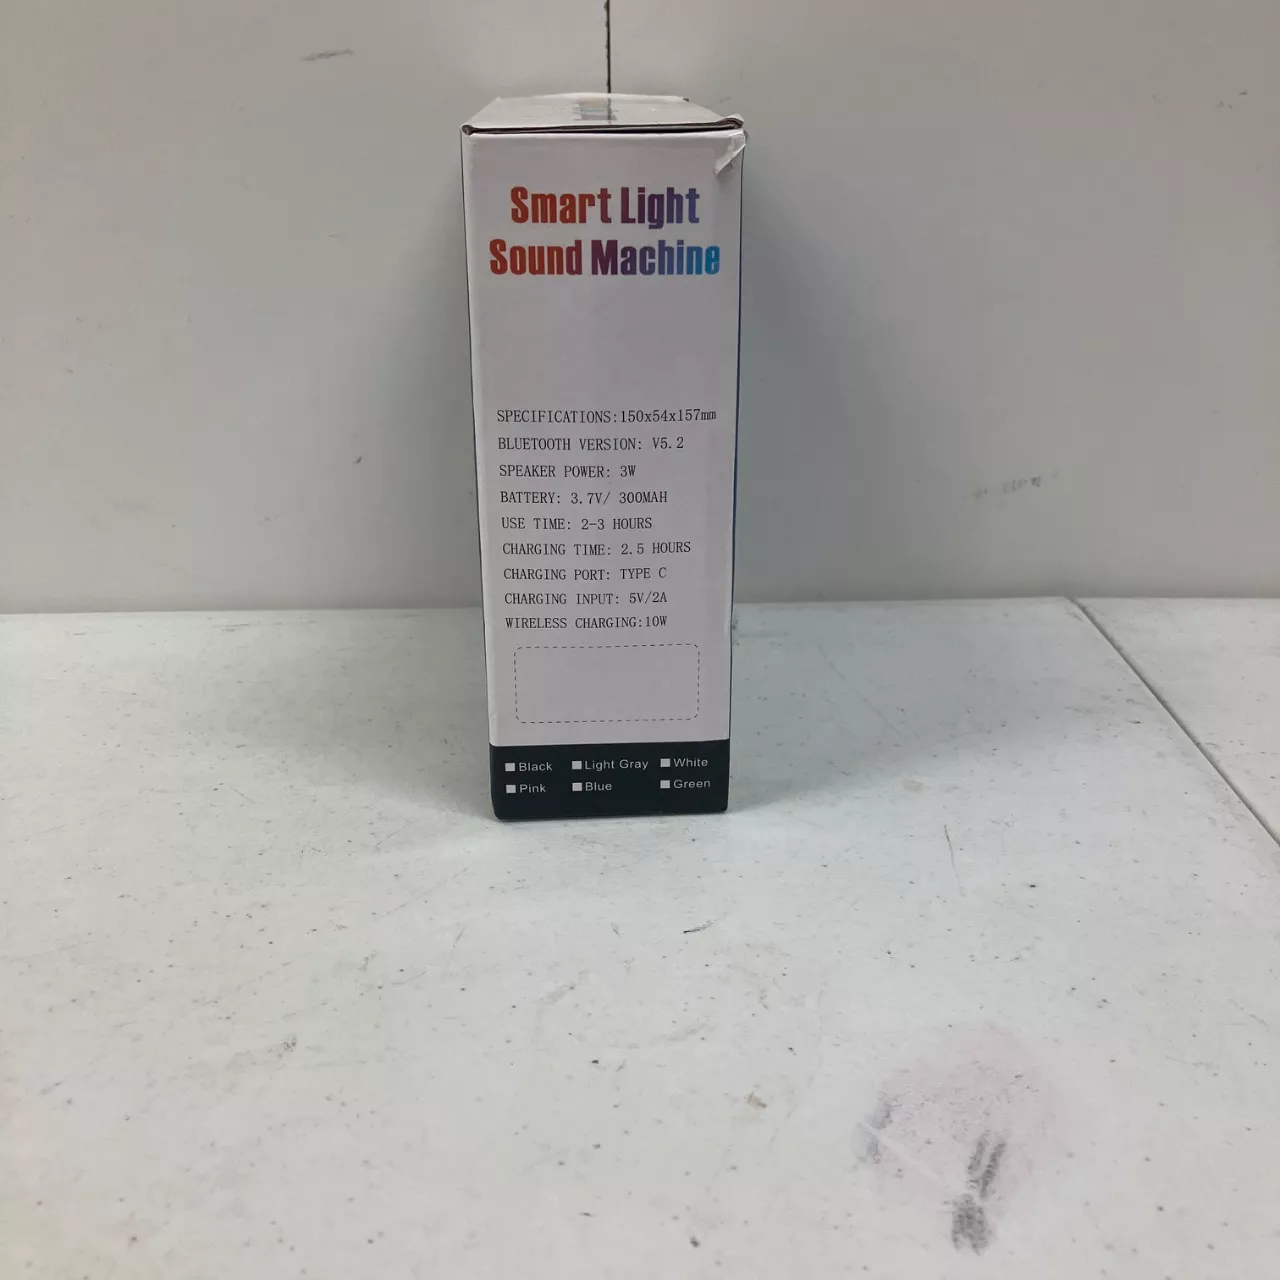 Smart Light
Sound Machine
SPECIFICATIONS:150x54x157mm
BLUETOOTH VERSION: V5.2
SPEAKER POWER: 3W
BATTERY: 3.7V/ 300MAH
USE TIME: 2-3 HOURS
CHARGING TIME: 2.5 HOURS
CHARGING PORT: TYPE C
CHARGING INPUT: 5V/2A
WIRELESS CHARGING:10W
Black Light Gray White
Pink Blue Green